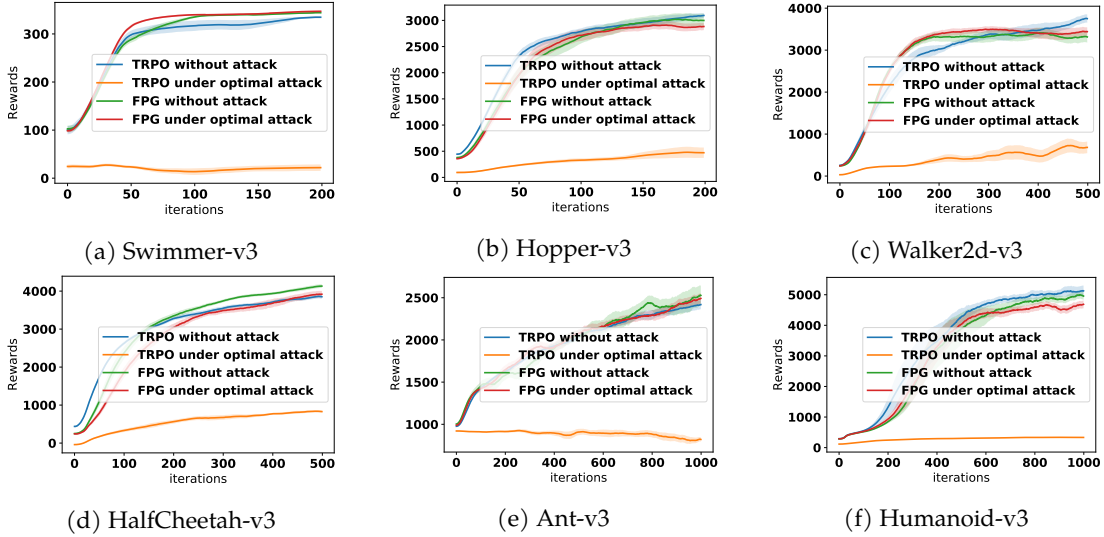 300
200
100
0
Rewards
TRPO without attack
TRPO under optimal attack
FPG without attack
FPG under optimal attack
0 50 100 150 200
iterations
(a) Swimmer-v3
3000
2500
2000
1500
1000
500
0
Rewards
TRPO without attack
TRPO under optimal attack
FPG without attack
FPG under optimal attack
0 50 100 150 200
iterations
(b) Hopper-v3
4000
3000
2000
1000
0
Rewards
TRPO without attack
TRPO under optimal attack
FPG without attack
FPG under optimal attack
0 100 200 300 400 500
iterations
(c) Walker2d-v3
4000
3000
2000
1000
0
Rewards
TRPO without attack
TRPO under optimal attack
FPG without attack
FPG under optimal attack
0 100 200 300 400 500
iterations
(d) HalfCheetah-v3
2500
2000
1500
1000
Rewards
TRPO without attack
TRPO under optimal attack
FPG without attack
FPG under optimal attack
0 200 400 600 800 1000
iterations
(e) Ant-v3
5000
4000
3000
2000
1000
0
Rewards
TRPO without attack
TRPO under optimal attack
FPG without attack
FPG under optimal attack
0 200 400 600 800 1000
iterations
(f) Humanoid-v3